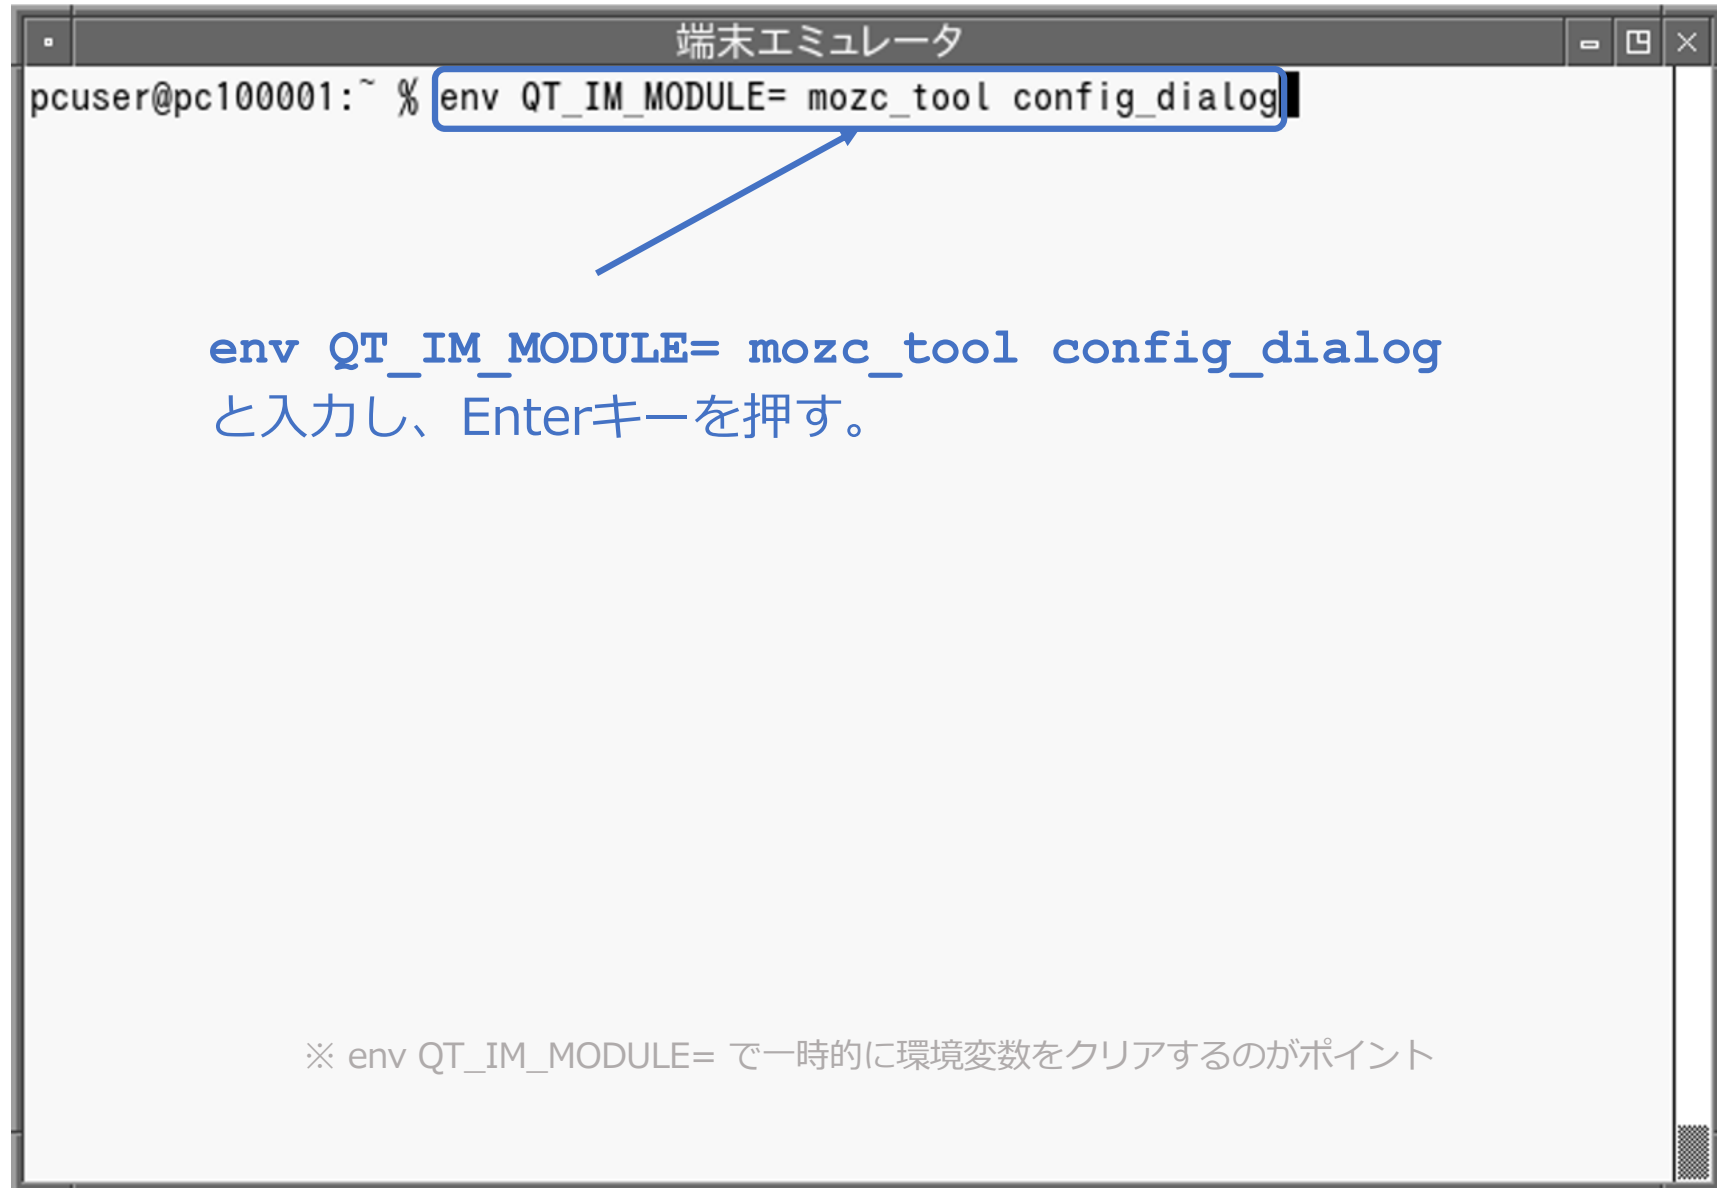 端末エミュレータ
pcuser@pc100001:~ % env QT_IM_MODULE= mozc_tool config_dialog
env QT_IM_MODULE= mozc_tool config_dialog
と入力し、Enterキーを押す。
※ env QT_IM_MODULE= で一時的に環境変数をクリアするのがポイント